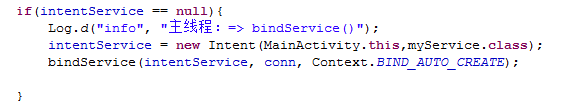 if(intentService == null){
Log.d("info", "主线程：=> bindService()");
intentService = new Intent(MainActivity.this,myService.class);
bindService(intentService, conn, Context.BIND_AUTO_CREATE);
}